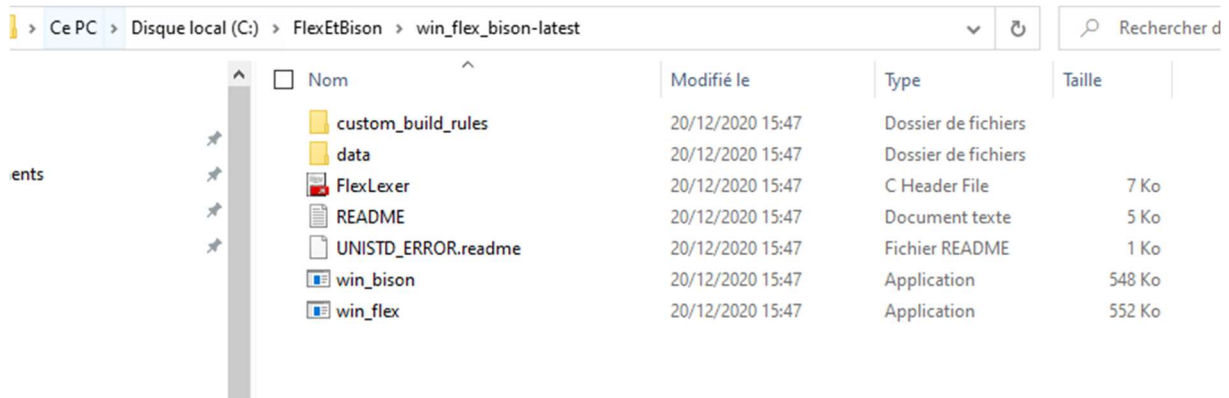 Ce PC > Disque local (C:) > FlexEtBison > win_flex_bison-latest
Rechercher d
Nom Modifié le Type Taille
custom_build_rules 20/12/2020 15:47 Dossier de fichiers
data 20/12/2020 15:47 Dossier de fichiers
ents
FlexLexer 20/12/2020 15:47 C Header File 7 Ko
README 20/12/2020 15:47 Document texte 5 Ko
UNISTD_ERROR.readme 20/12/2020 15:47 Fichier README 1 Ko
win_bison 20/12/2020 15:47 Application 548 Ko
win_flex 20/12/2020 15:47 Application 552 Ko